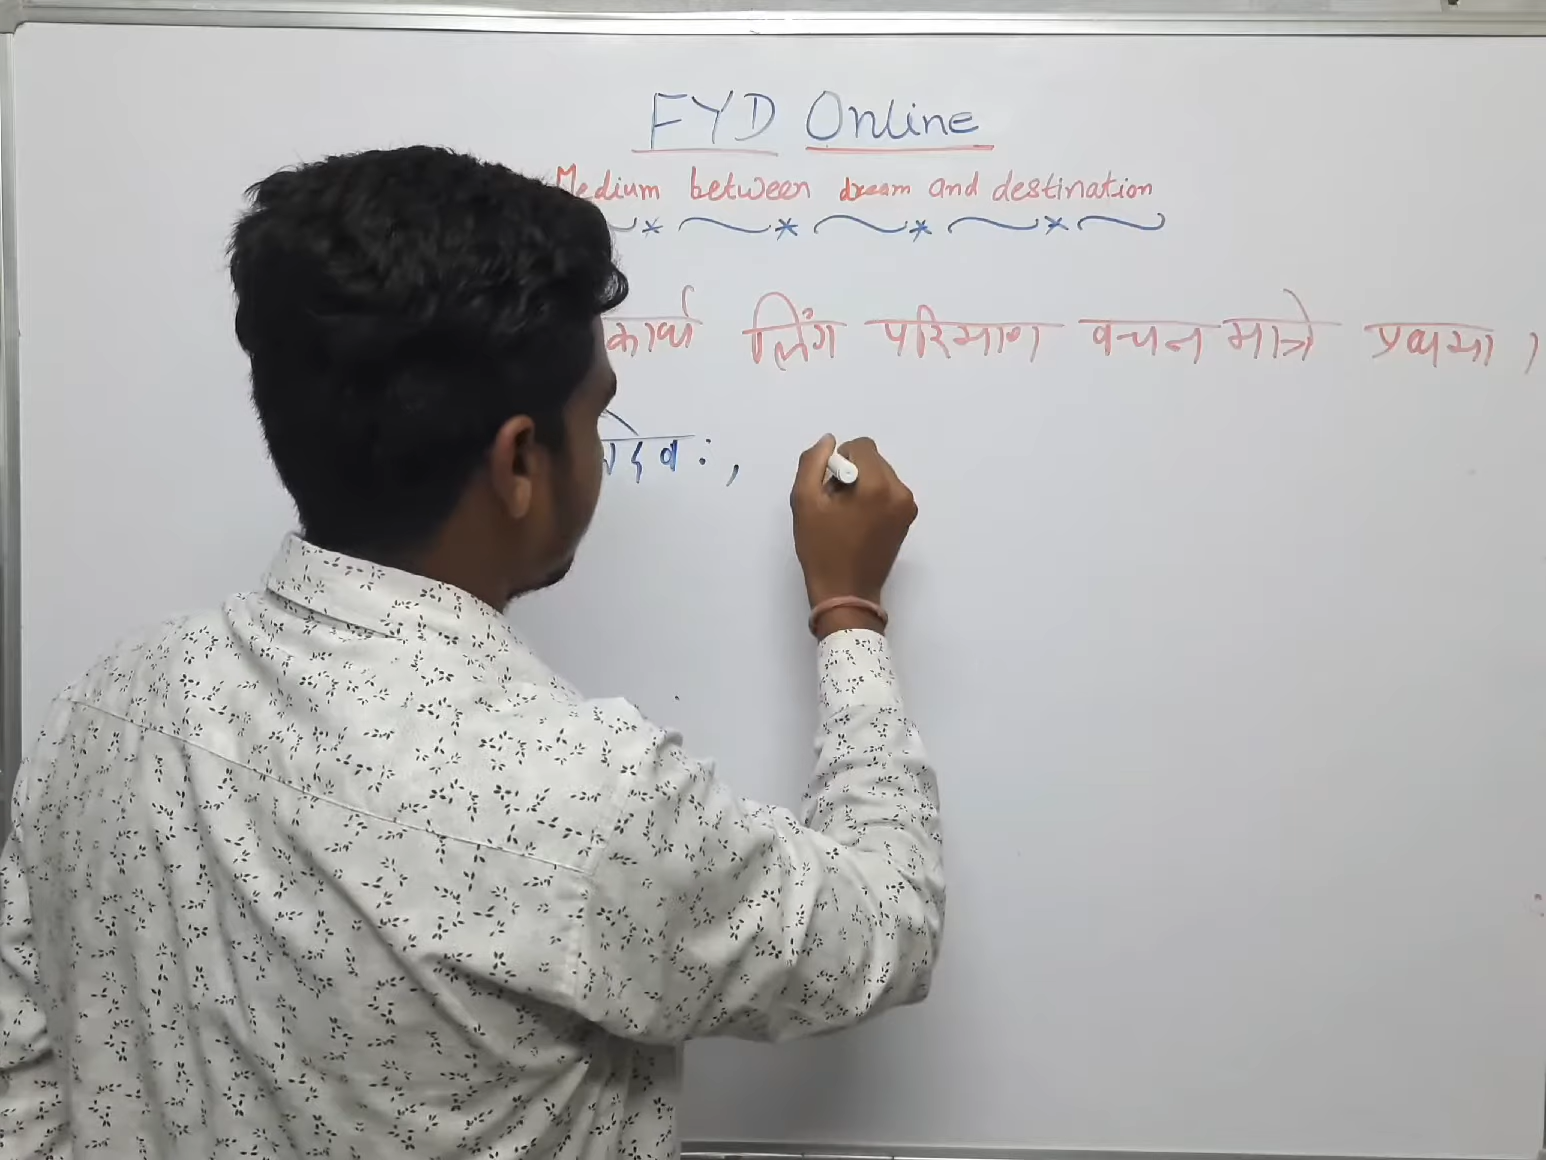 FYD Online
Medium between dream and destination
लिंग परिमाण वचन मात्रे प्रथमा ।